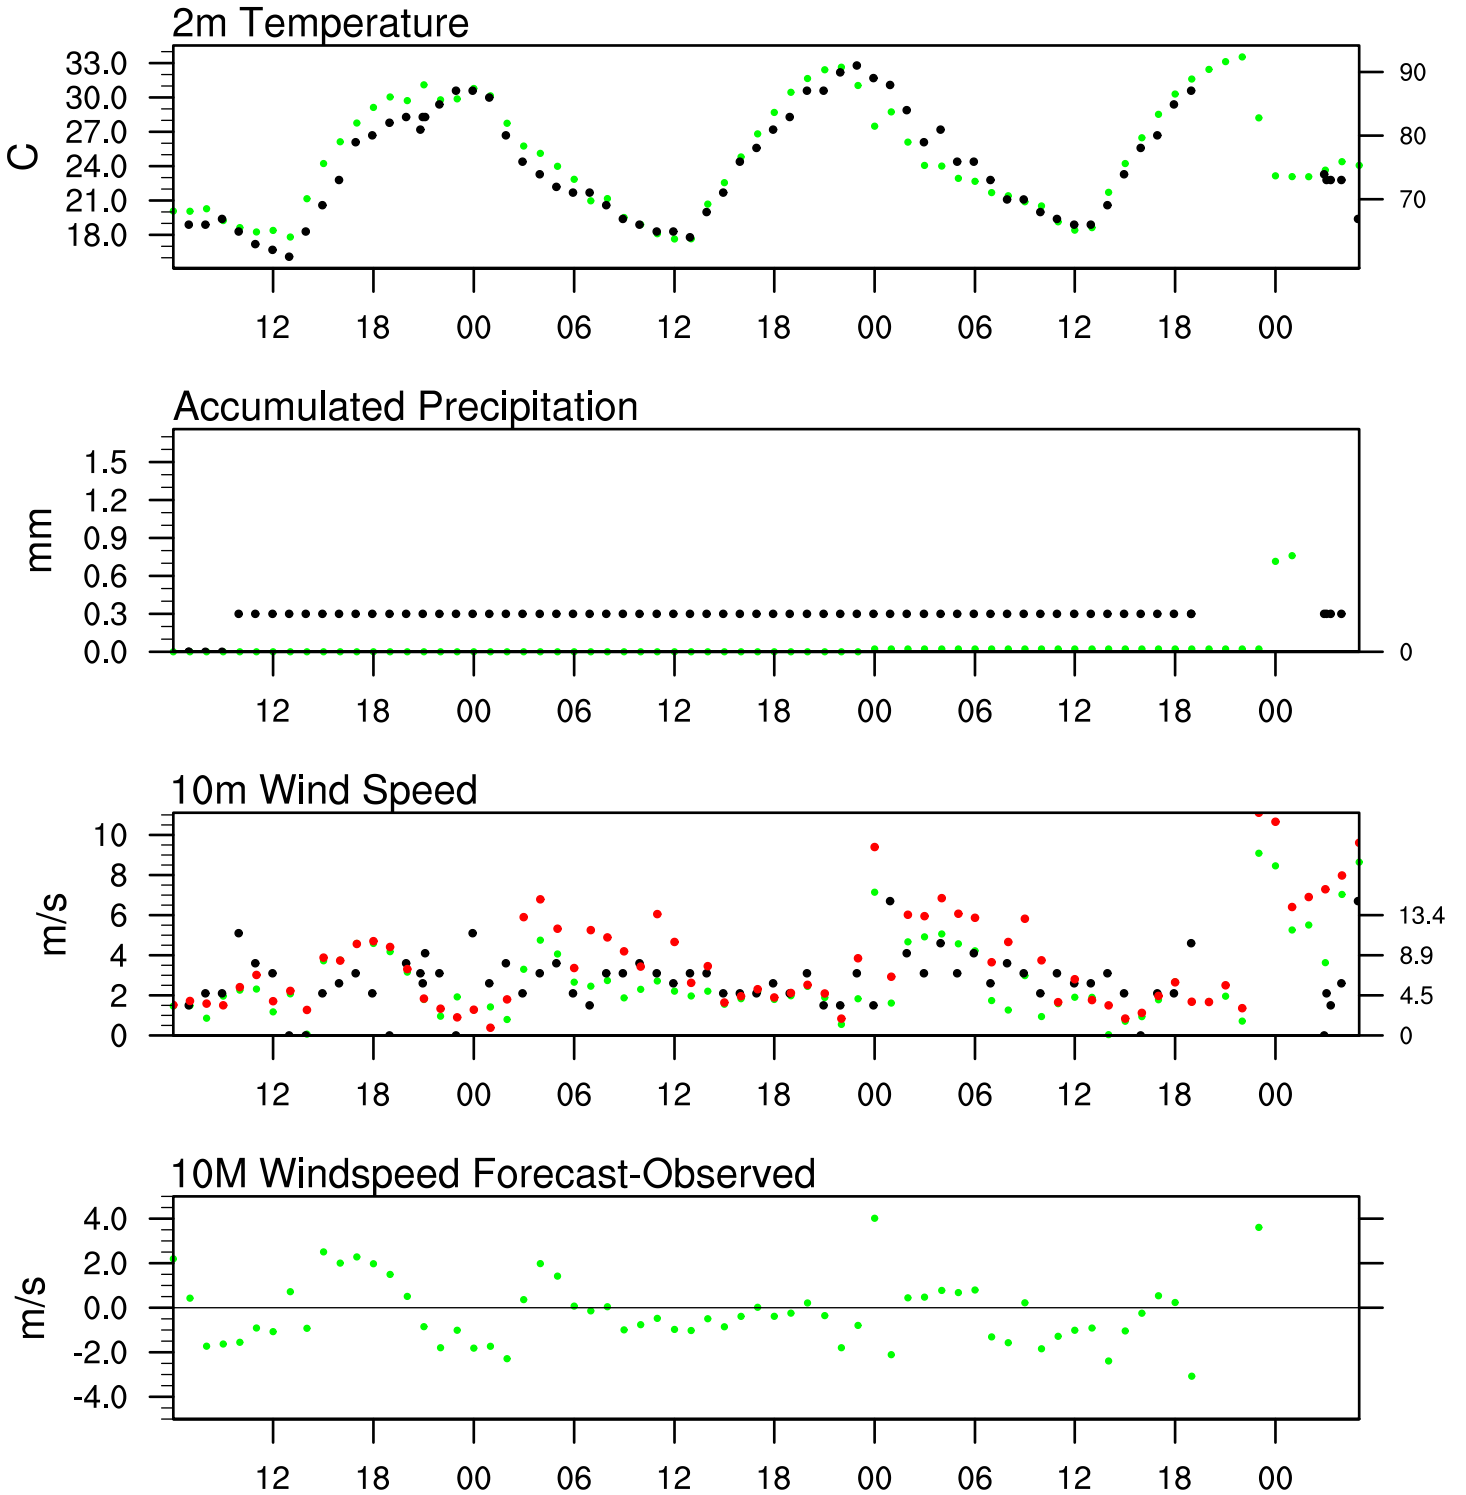 2m Temperature
33.0
30.0
27.0
24.0
21.0
18.0
C
90
80
70
12 18 00 06 12 18 00 06 12 18 00
Accumulated Precipitation
1.5
1.2
0.9
0.6
0.3
0.0
mm
0
12 18 00 06 12 18 00 06 12 18 00
10m Wind Speed
10
8
6
4
2
0
m/s
13.4
8.9
4.5
0
12 18 00 06 12 18 00 06 12 18 00
10M Windspeed Forecast-Observed
4.0
2.0
0.0
-2.0
-4.0
m/s
12 18 00 06 12 18 00 06 12 18 00